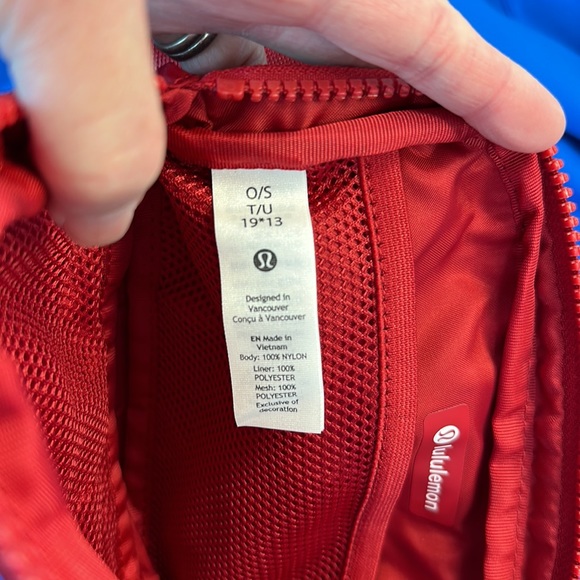 O/S
T/U
19*13
Designed in
Vancouver
Conçu à Vancouver
EN Made in
Vietnam
Body: 100% NYLON
Liner: 100%
POLYESTER
Mesh: 100%
POLYESTER
Exclusive of
decoration
lululemon